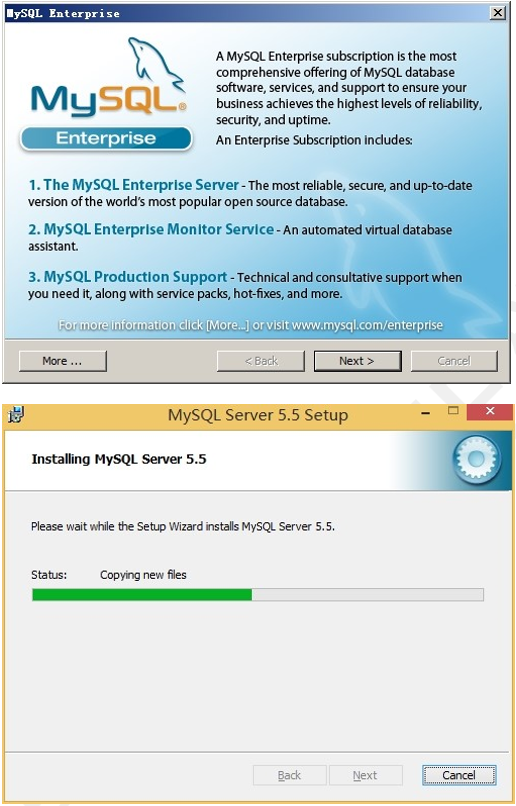 MySQL Enterprise
MySQL®
Enterprise
A MySQL Enterprise subscription is the most
comprehensive offering of MySQL database
software, services, and support to ensure your
business achieves the highest levels of reliability,
security, and uptime.
An Enterprise Subscription includes:
1. The MySQL Enterprise Server - The most reliable, secure, and up-to-date
version of the world's most popular open source database.
2. MySQL Enterprise Monitor Service - An automated virtual database
assistant.
3. MySQL Production Support - Technical and consultative support when
you need it, along with service packs, hot-fixes, and more.
For more information click [More...] or visit www.mysql.com/enterprise
More ...
< Back
Next >
Cancel
MySQL Server 5.5 Setup
Installing MySQL Server 5.5
Please wait while the Setup Wizard installs MySQL Server 5.5.
Status: Copying new files
Back
Next
Cancel